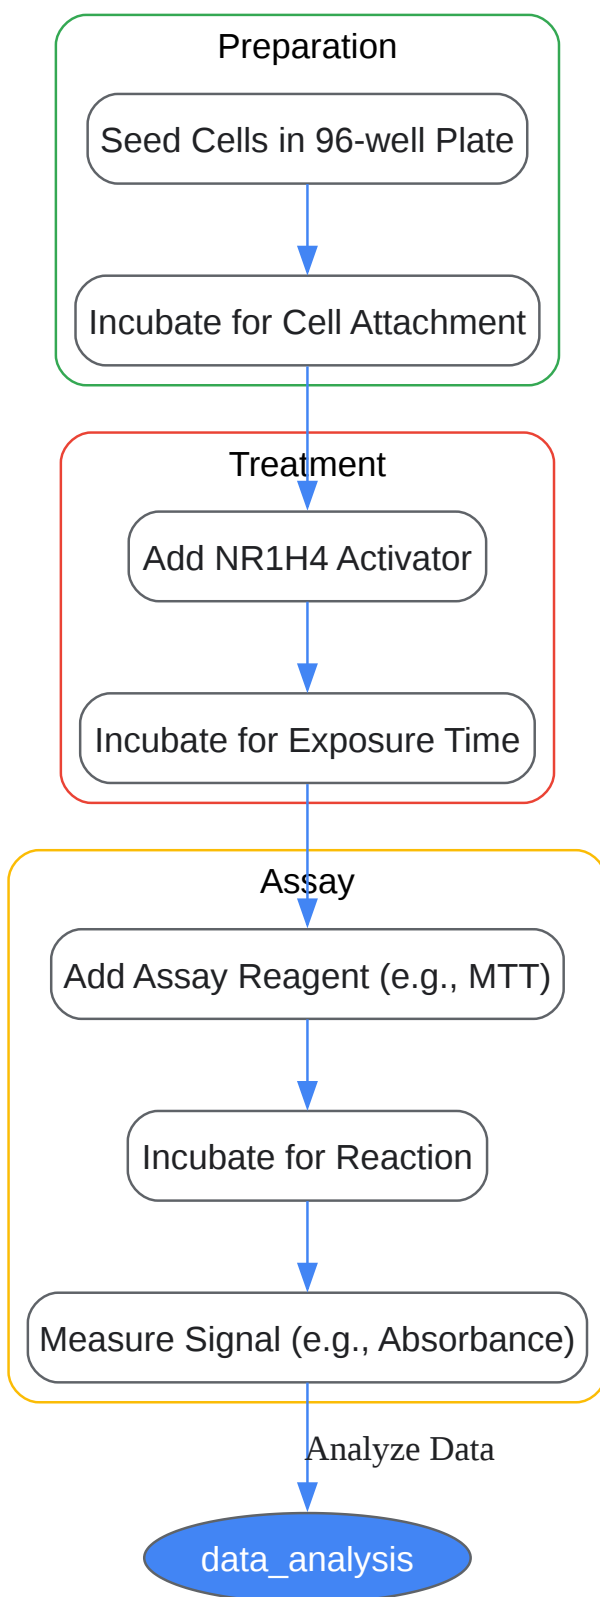 Preparation
Seed Cells in 96-well Plate
Incubate for Cell Attachment
Treatment
Add NR1H4 Activator
Incubate for Exposure Time
Assay
Add Assay Reagent (e.g., MTT)
Incubate for Reaction
Measure Signal (e.g., Absorbance)
Analyze Data
data_analysis